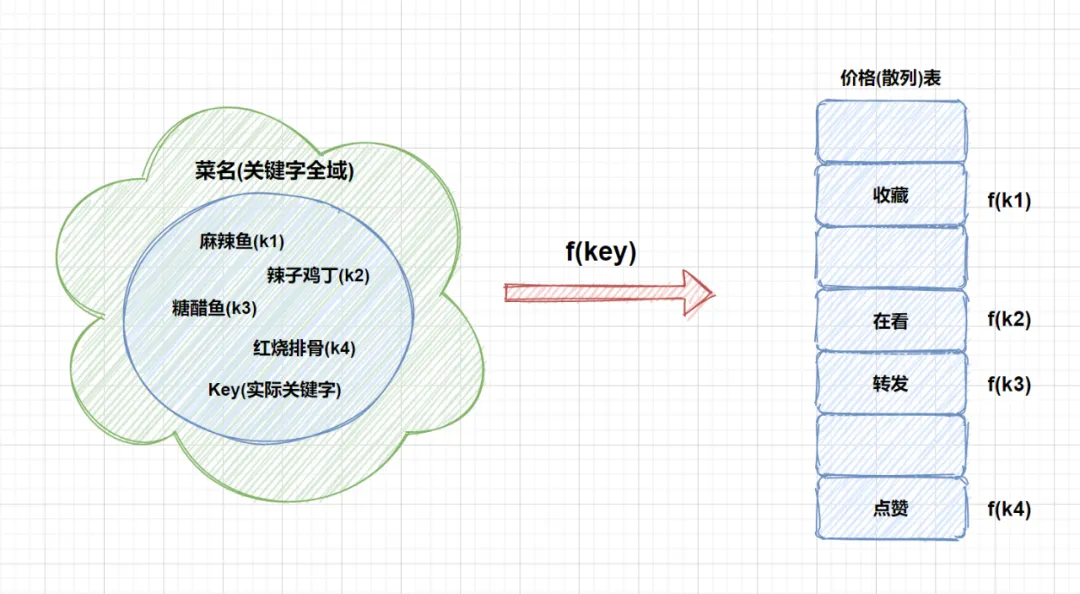 菜名(关键字全域)
麻辣鱼(k1)
辣子鸡丁(k2)
糖醋鱼(k3)
红烧排骨(k4)
Key(实际关键字)
f(key)
价格(散列)表
收藏
f(k1)
在看
f(k2)
转发
f(k3)
点赞
f(k4)